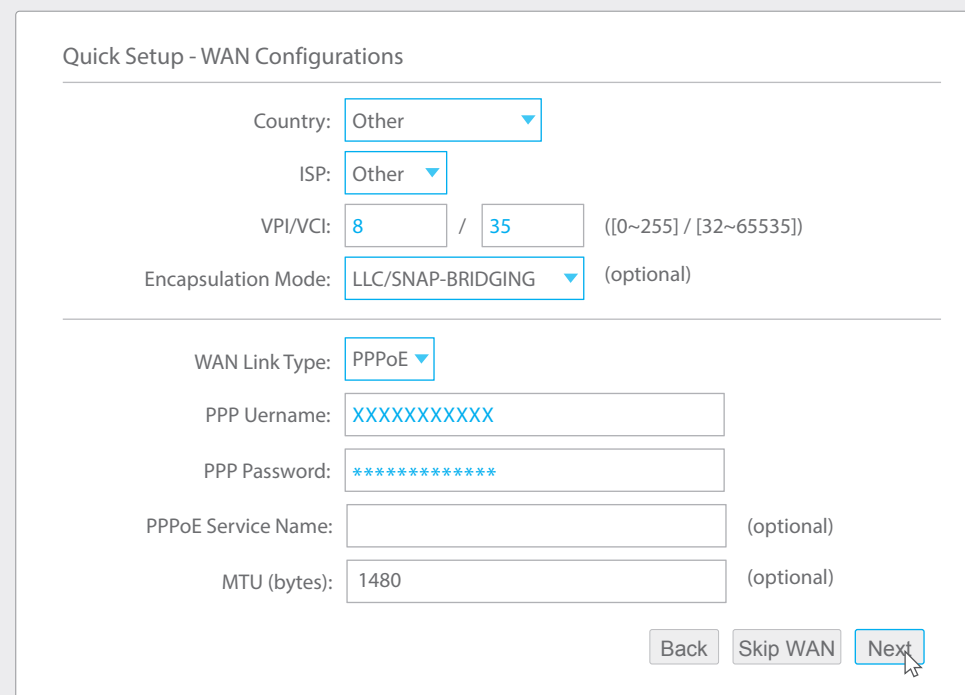 Quick Setup - WAN Configurations
Country: Other
ISP: Other
VPI/VCI: 8 / 35 ([0~255] / [32~65535])
Encapsulation Mode: LLC/SNAP-BRIDGING (optional)
WAN Link Type: PPPoE
PPP Uername: XXXXXXXXXXX
PPP Password: *************
PPPoE Service Name: (optional)
MTU (bytes): 1480 (optional)
Back Skip WAN Next